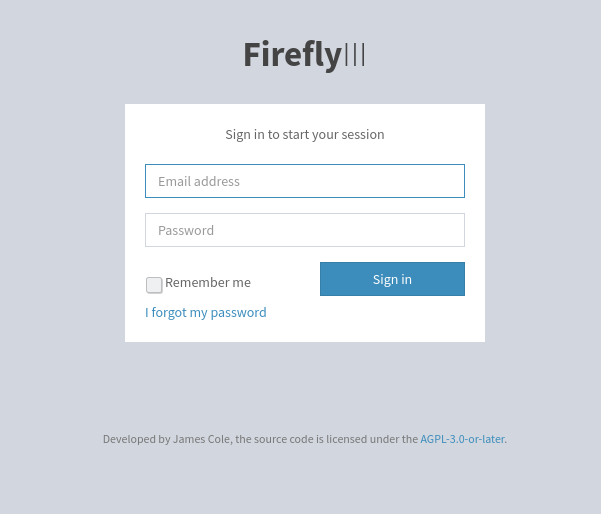 FireflyIII
Sign in to start your session
Email address
Password
Remember me
Sign in
I forgot my password
Developed by James Cole, the source code is licensed under the AGPL-3.0-or-later.